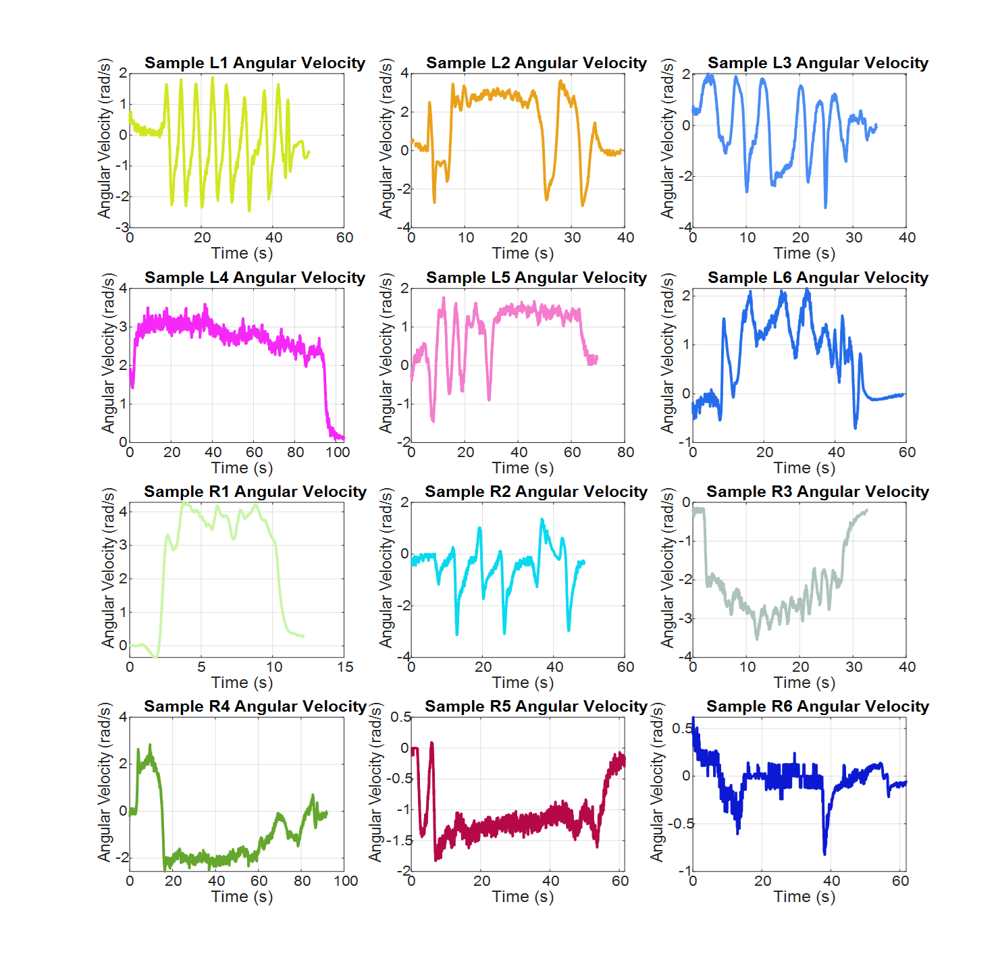 Sample L1 Angular Velocity
Angular Velocity (rad/s)
2
1
0
-1
-2
-3
0 20 40 60
Time (s)
Sample L2 Angular Velocity
Angular Velocity (rad/s)
4
2
0
-2
-4
0 10 20 30 40
Time (s)
Sample L3 Angular Velocity
Angular Velocity (rad/s)
2
0
-2
-4
0 10 20 30 40
Time (s)
Sample L4 Angular Velocity
Angular Velocity (rad/s)
4
3
2
1
0
0 20 40 60 80 100
Time (s)
Sample L5 Angular Velocity
Angular Velocity (rad/s)
2
1
0
-1
-2
0 20 40 60 80
Time (s)
Sample L6 Angular Velocity
Angular Velocity (rad/s)
2
1
0
-1
0 20 40 60
Time (s)
Sample R1 Angular Velocity
Angular Velocity (rad/s)
4
3
2
1
0
0 5 10 15
Time (s)
Sample R2 Angular Velocity
Angular Velocity (rad/s)
2
0
-2
-4
0 20 40 60
Time (s)
Sample R3 Angular Velocity
Angular Velocity (rad/s)
0
-1
-2
-3
-4
0 10 20 30 40
Time (s)
Sample R4 Angular Velocity
Angular Velocity (rad/s)
4
2
0
-2
0 20 40 60 80 100
Time (s)
Sample R5 Angular Velocity
Angular Velocity (rad/s)
0.5
0
-0.5
-1
-1.5
-2
0 20 40 60
Time (s)
Sample R6 Angular Velocity
Angular Velocity (rad/s)
0.5
0
-0.5
-1
0 20 40 60
Time (s)